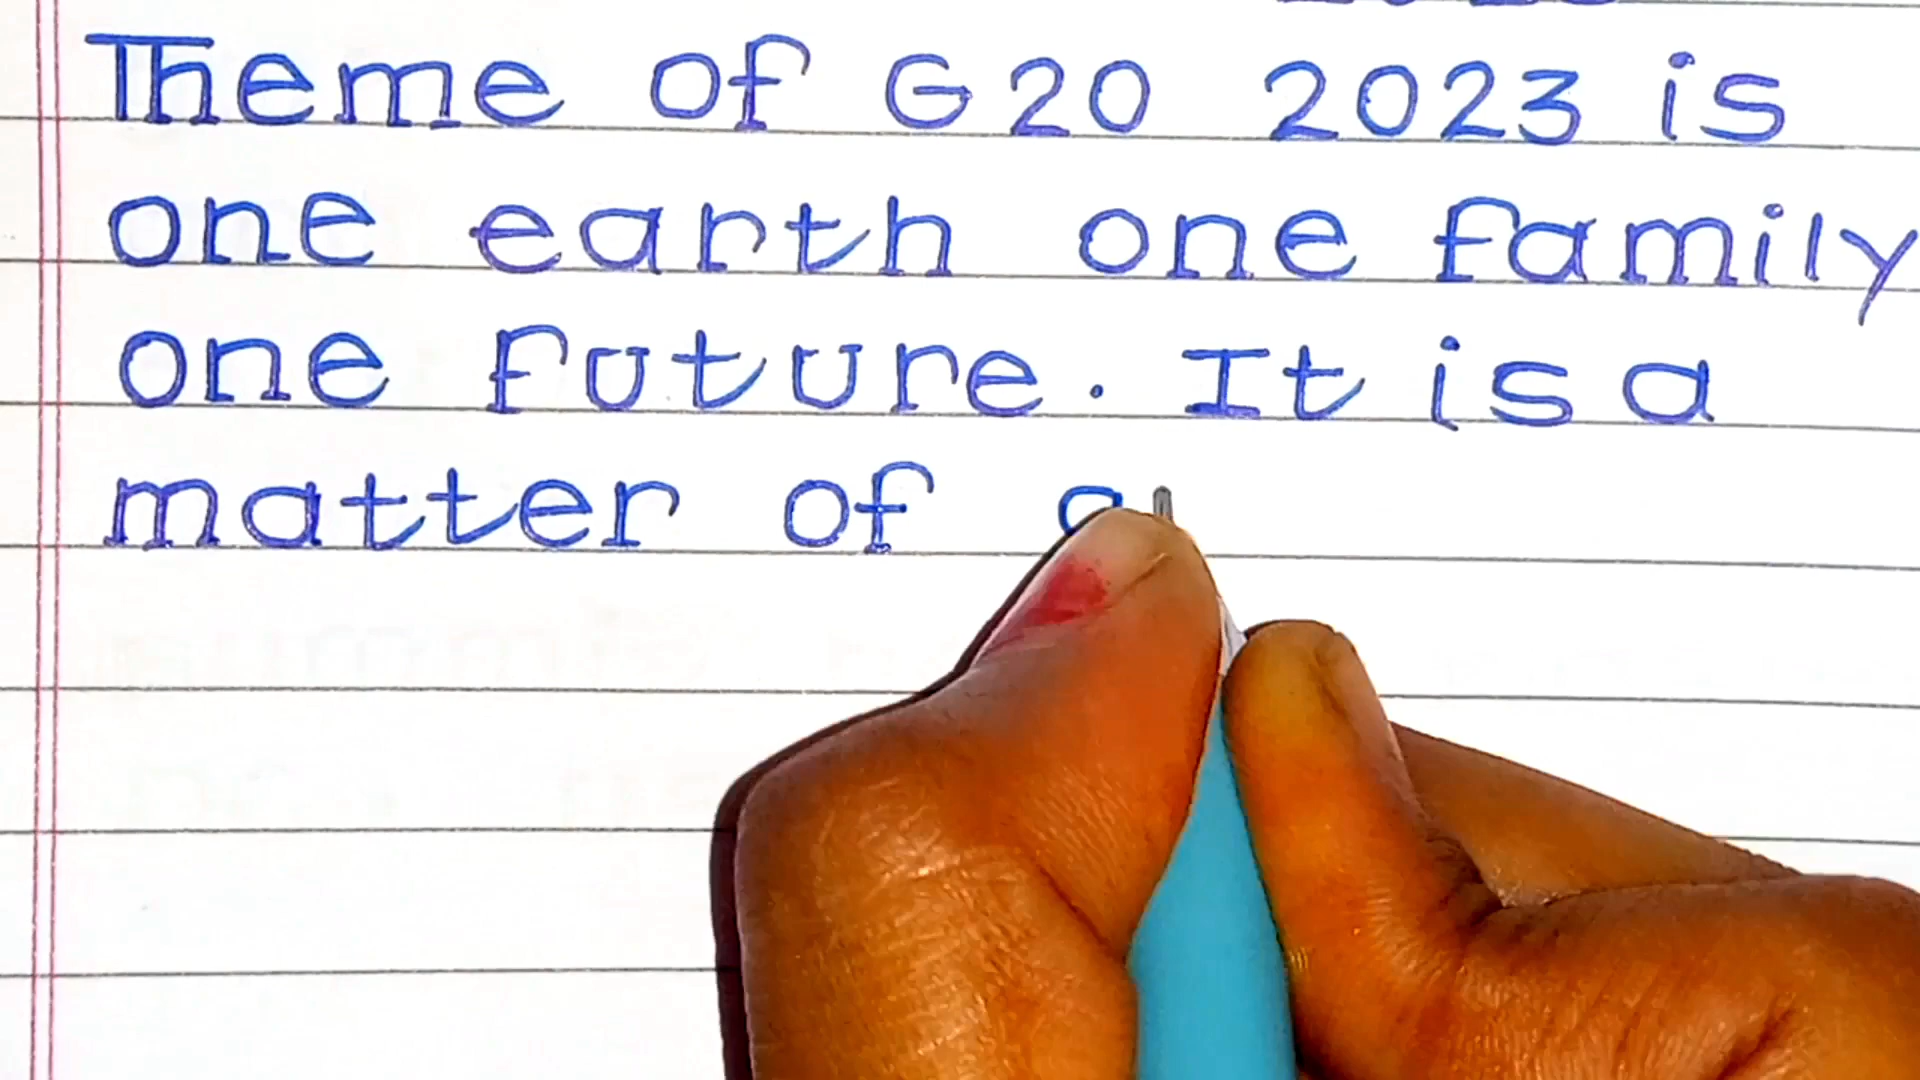 Theme of G20 2023 is
one earth one family
one future. It is a
matter of